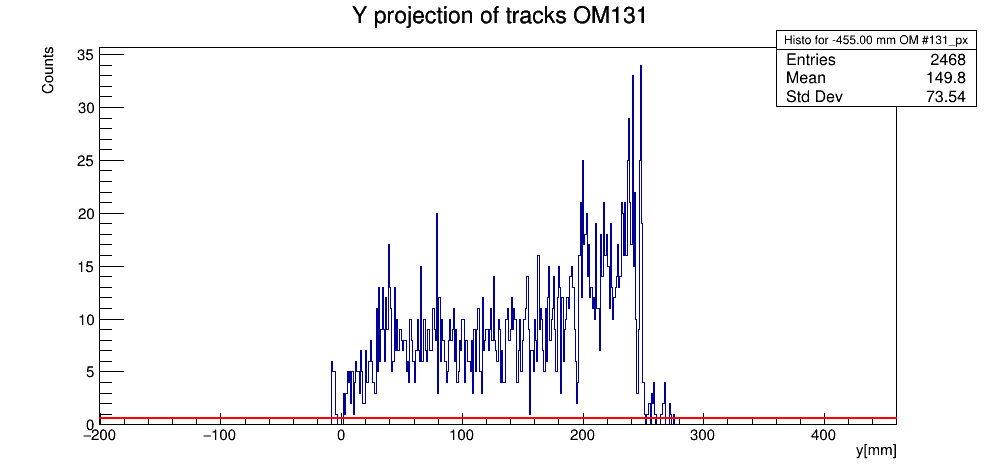 Y projection of tracks OM131
Histo for -455.00 mm OM #131_px
Entries 2468
Mean 149.8
Std Dev 73.54
Counts
35
30
25
20
15
10
5
0
−200 −100 0 100 200 300 400
y[mm]